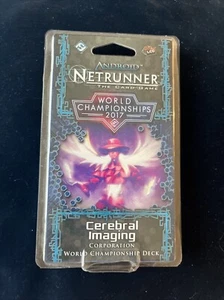 ANDROID
NETRUNNER
THE CARD GAME
WORLD
CHAMPIONSHIPS
2017
Cerebral
Imaging
CORPORATION
WORLD CHAMPIONSHIP DECK